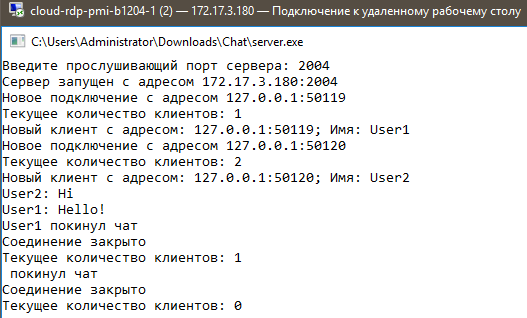 cloud-rdp-pmi-b1204-1 (2) — 172.17.3.180 — Подключение к удаленному рабочему столу
C:\Users\Administrator\Downloads\Chat\server.exe
Введите прослушивающий порт сервера: 2004
Сервер запущен с адресом 172.17.3.180:2004
Новое подключение с адресом 127.0.0.1:50119
Текущее количество клиентов: 1
Новый клиент с адресом: 127.0.0.1:50119; Имя: User1
Новое подключение с адресом 127.0.0.1:50120
Текущее количество клиентов: 2
Новый клиент с адресом: 127.0.0.1:50120; Имя: User2
User2: Hi
User1: Hello!
User1 покинул чат
Соединение закрыто
Текущее количество клиентов: 1
 покинул чат
Соединение закрыто
Текущее количество клиентов: 0